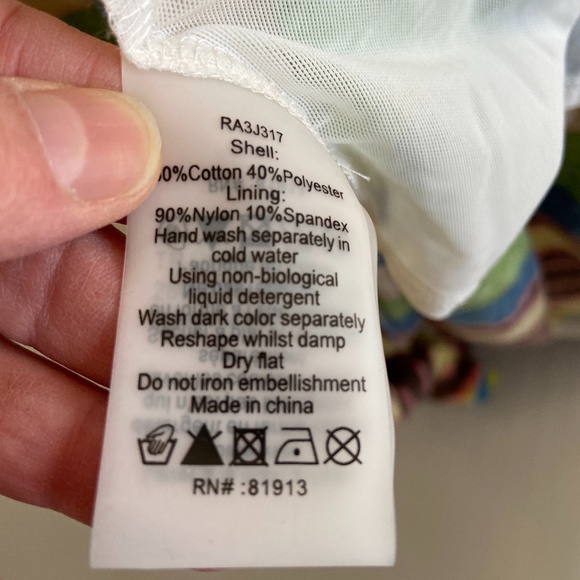 RA3J317
Shell:
0%Cotton 40%Polyester
Lining:
90%Nylon 10%Spandex
Hand wash separately in
cold water
Using non-biological
liquid detergent
Wash dark color separately
Reshape whilst damp
Dry flat
Do not iron embellishment
Made in china
RN# :81913